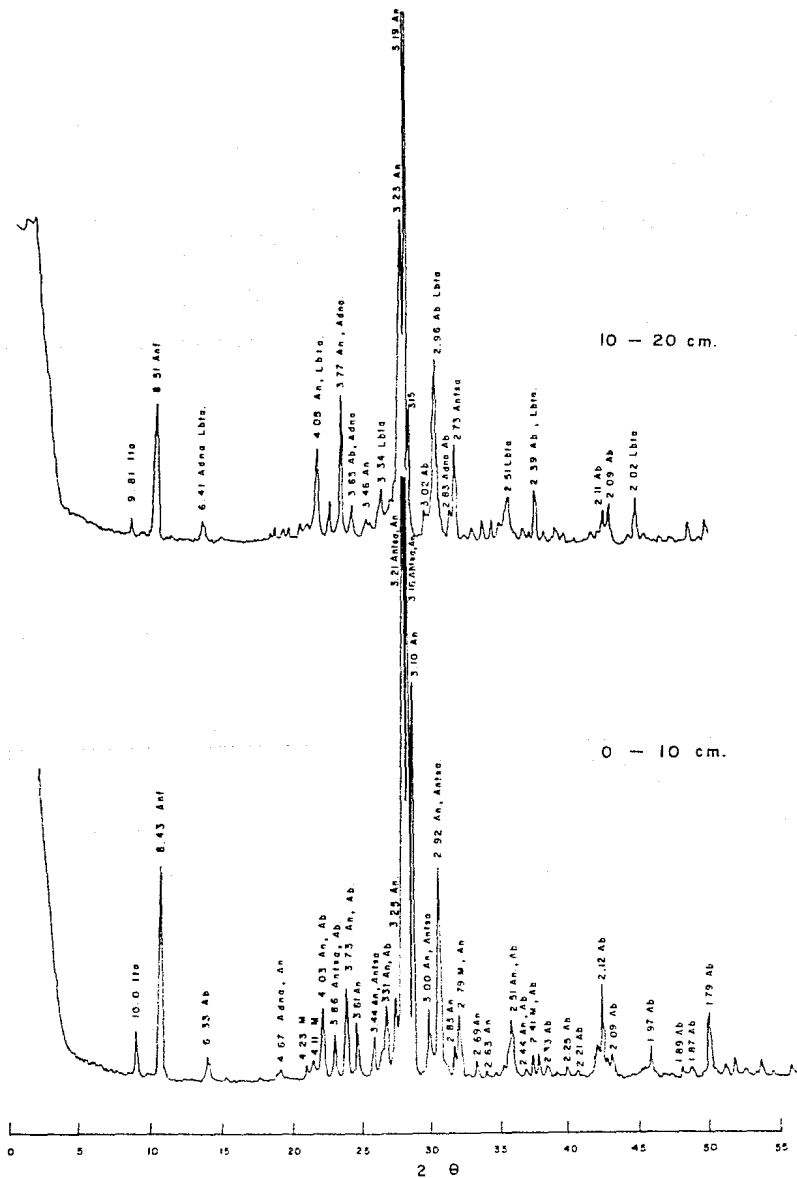 3.19 An
3.23 An
2.96 Ab Lbta
10 - 20 cm.
8.51 Anf
4.05 An, Lbta.
3.77 An, Adna.
315
2.73 Antsa
9.81 Ita
6.41 Adna Lbta.
3.65 Ab, Adna
3.46 An
3.34 Lbta
3.02 Ab
2.83 Adna Ab
2.51 Lbta
2.39 Ab, Lbta.
2.11 Ab
2.09 Ab
2.02 Lbta
3.21 Antsa, An
3.16 Antsa, An
3.10 An
0 - 10 cm.
8.43 Anf
2.92 An, Antsa
10.0 Ita
6.33 Ab
4.67 Adna, An
4.23 M
4.11 M
4.03 An, Ab
3.86 Antsa, Ab.
3.73 An, Ab.
3.61 An
3.44 An, Antsa
3.31 An, Ab
3.25 An
3.00 An, Antsa
2.83 An
2.79 M, An
2.69 An
2.63 An
2.51 An, Ab
2.44 An, Ab
2.41 M, Ab
2.33 Ab
2.25 Ab
2.21 Ab
2.12 Ab
2.09 Ab
1.97 Ab
1.89 Ab
1.87 Ab
1.79 Ab
0 5 10 15 20 25 30 35 40 45 50 55
2 θ